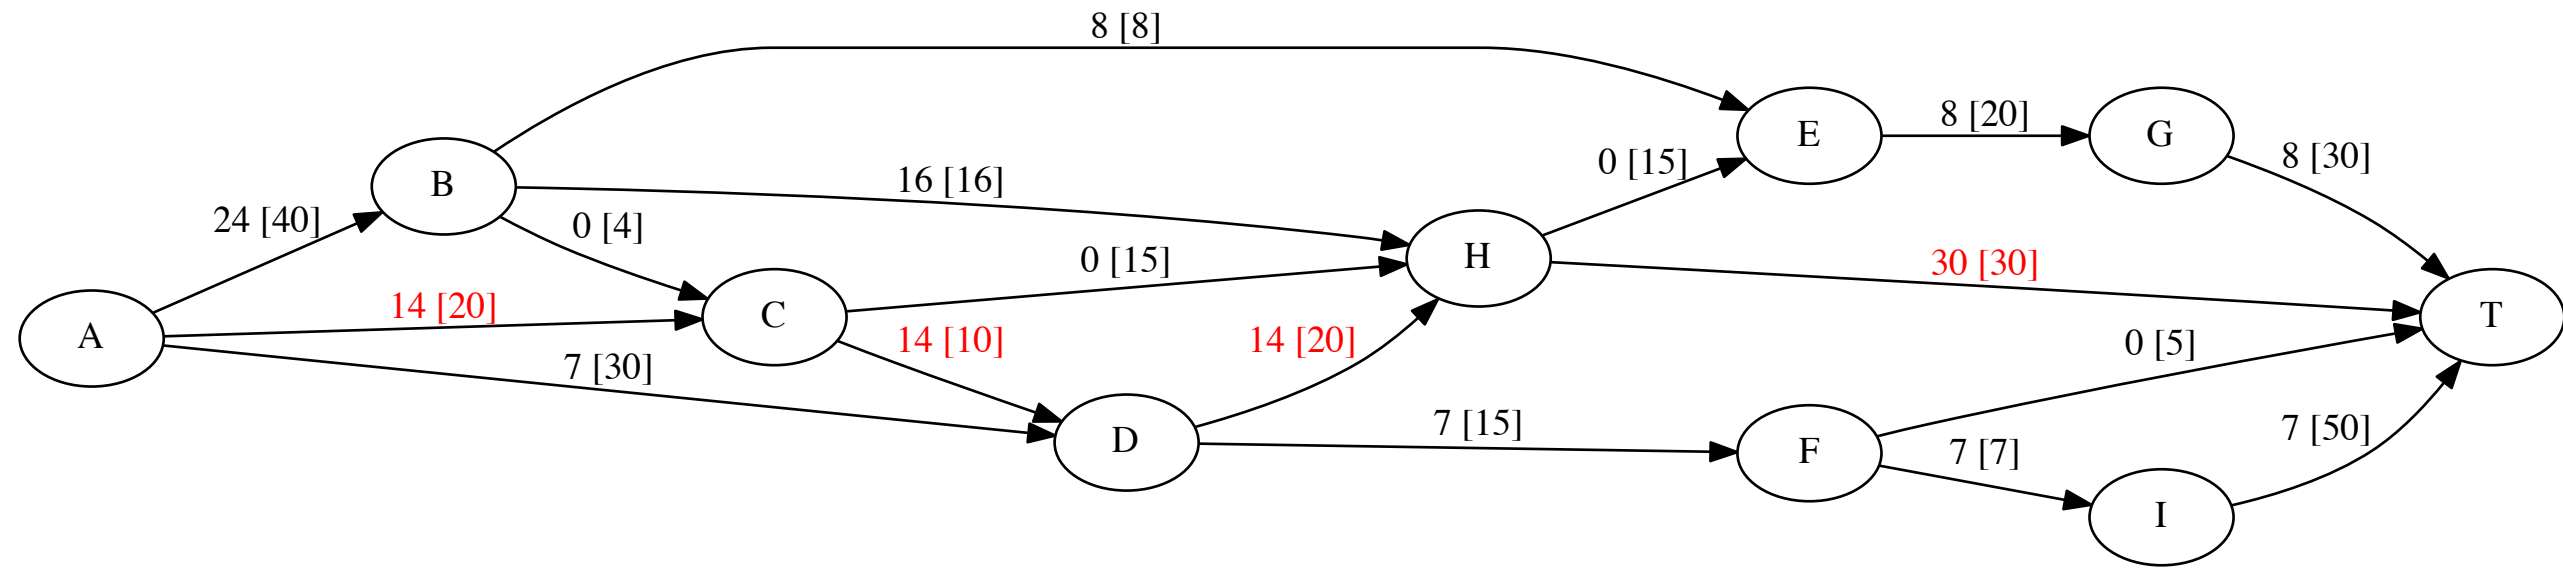 8 [8]
B
E
8 [20]
G
24 [40]
16 [16]
0 [15]
8 [30]
0 [4]
H
A
14 [20]
C
0 [15]
30 [30]
T
7 [30]
14 [10]
14 [20]
0 [5]
D
7 [15]
F
7 [7]
7 [50]
I